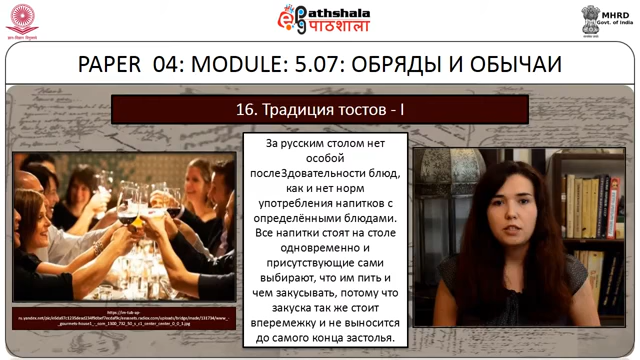 Pathshala
पाठशाला
MHRD
Govt. of India
PAPER 04: MODULE: 5.07: ОБРЯДЫ И ОБЫЧАИ
16. Традиция тостов - I
За русским столом нет
особой
послеЗдовательности блюд,
как и нет норм
употребления напитков с
определёнными блюдами.
Все напитки стоят на столе
одновременно и
присутствующие сами
выбирают, что им пить и
чем закусывать, потому что
закуска так же стоит
вперемежку и не выносится
до самого конца застолья.